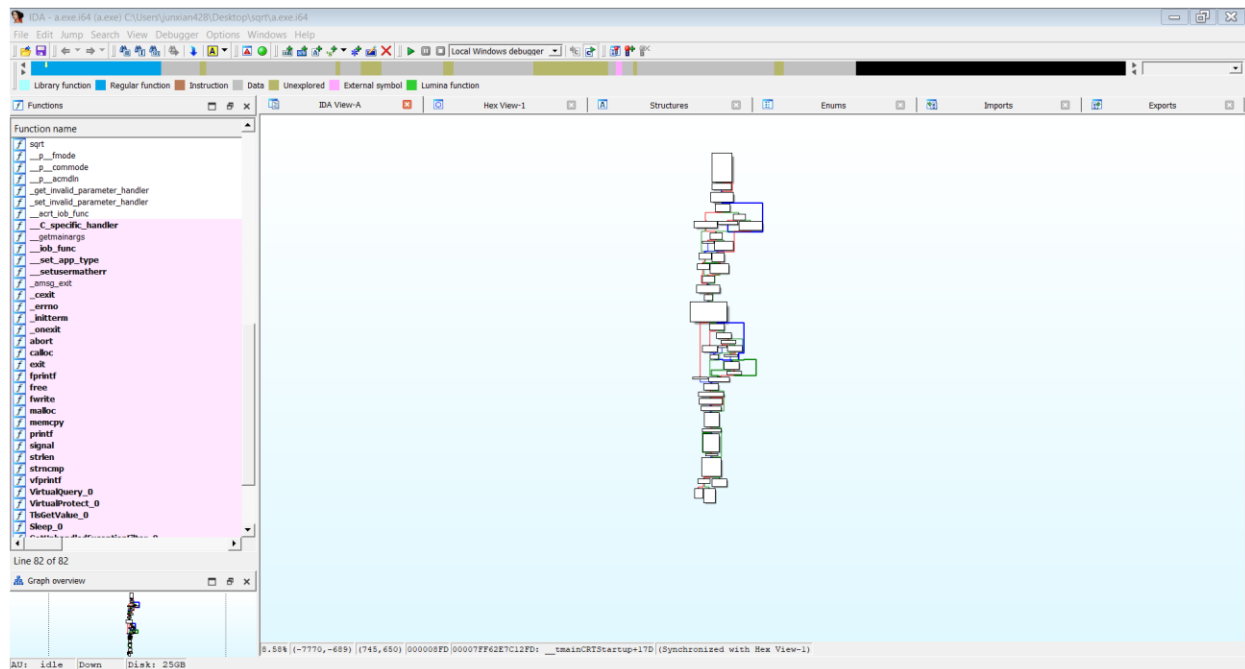 IDA - a.exe.i64 (a.exe) C:\Users\junxian428\Desktop\sqrt\a.exe.i64
File Edit Jump Search View Debugger Options Windows Help
Local Windows debugger
Library function Regular function Instruction Data Unexplored External symbol Lumina function
Functions IDA View-A Hex View-1 Structures Enums Imports Exports
Function name
sqrt
__p__fmode
__p__commode
__p__acmdln
_get_invalid_parameter_handler
_set_invalid_parameter_handler
__acrt_iob_func
__C_specific_handler
__getmainargs
__iob_func
__set_app_type
__setusermatherr
_amsg_exit
_cexit
_errno
_initterm
_onexit
abort
calloc
exit
fprintf
free
fwrite
malloc
memcpy
printf
signal
strlen
strncmp
vfprintf
VirtualQuery_0
VirtualProtect_0
TlsGetValue_0
Sleep_0
Line 82 of 82
Graph overview
8.58% (-7770,-689) (745,650) 000008FD 00007FF62E7C12FD: __tmainCRTStartup+17D (Synchronized with Hex View-1)
AU: idle Down Disk: 25GB